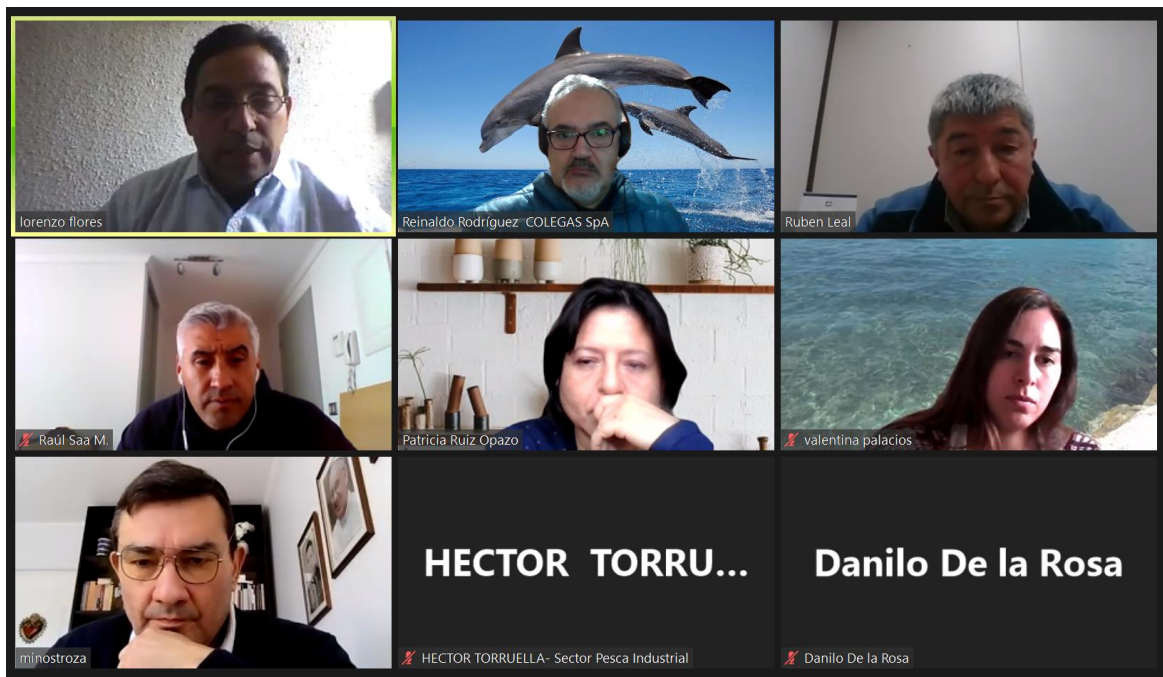 lorenzo flores
Reinaldo Rodríguez COLEGAS SpA
Ruben Leal
Raúl Saa M.
Patricia Ruiz Opazo
valentina palacios
minostroza
HECTOR TORRU...
HECTOR TORRUELLA- Sector Pesca Industrial
Danilo De la Rosa
Danilo De la Rosa